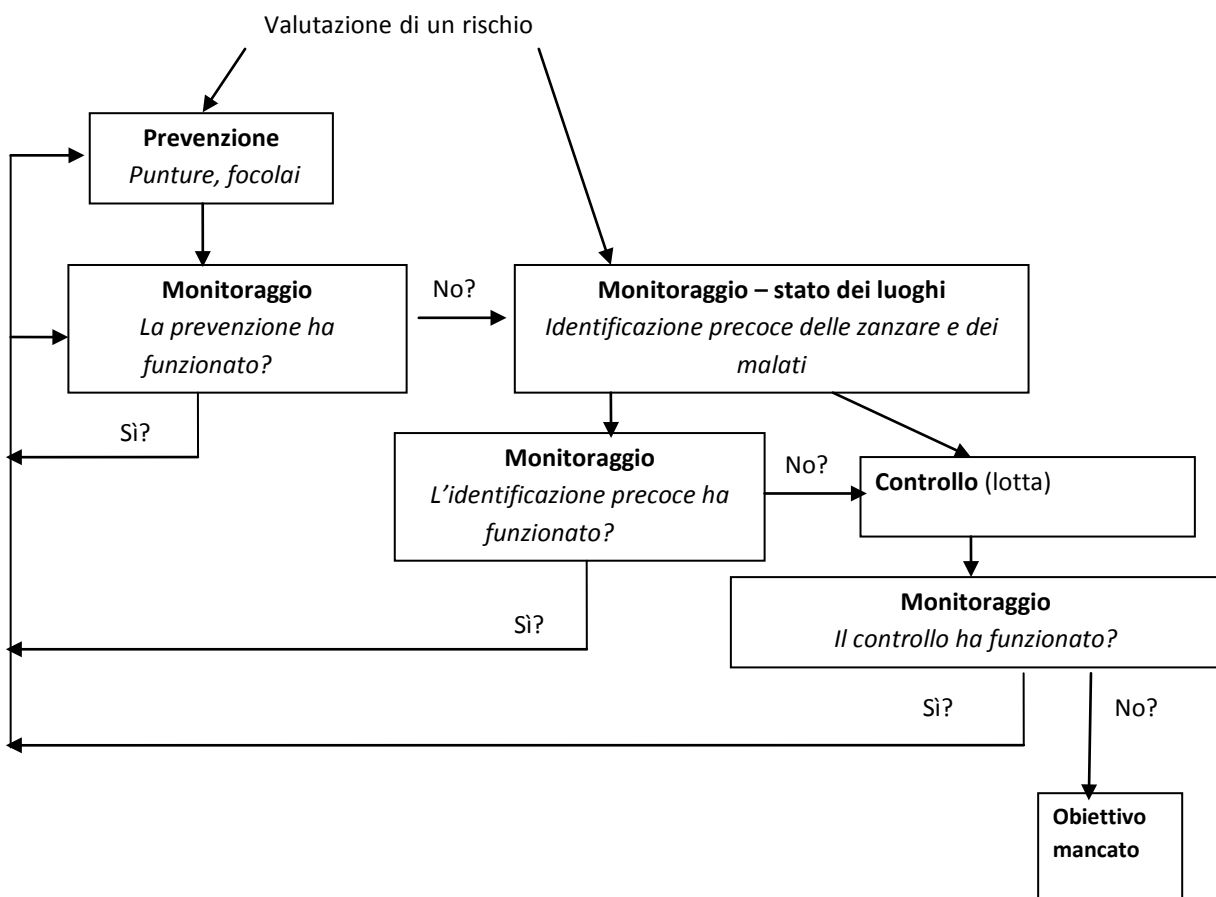 Valutazione di un rischio
Prevenzione
Punture, focolai
Monitoraggio
La prevenzione ha
funzionato?
No?
Monitoraggio – stato dei luoghi
Identificazione precoce delle zanzare e dei
malati
Sì?
Monitoraggio
L’identificazione precoce ha
funzionato?
No?
Controllo (lotta)
Sì?
Monitoraggio
Il controllo ha funzionato?
Sì?
No?
Obiettivo
mancato